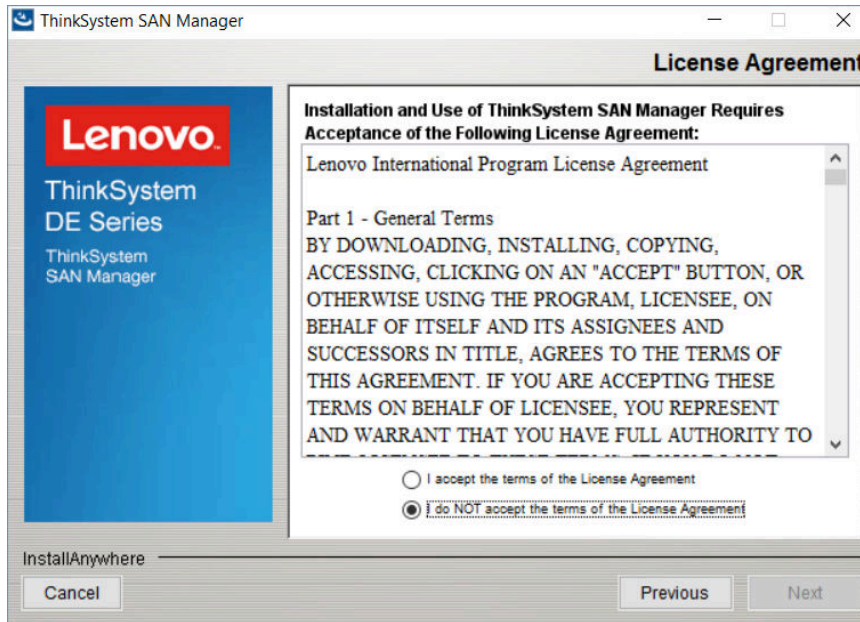 ThinkSystem SAN Manager
License Agreement
Lenovo.
ThinkSystem
DE Series
ThinkSystem
SAN Manager
Installation and Use of ThinkSystem SAN Manager Requires
Acceptance of the Following License Agreement:
Lenovo International Program License Agreement
Part 1 - General Terms
BY DOWNLOADING, INSTALLING, COPYING,
ACCESSING, CLICKING ON AN "ACCEPT" BUTTON, OR
OTHERWISE USING THE PROGRAM, LICENSEE, ON
BEHALF OF ITSELF AND ITS ASSIGNEES AND
SUCCESSORS IN TITLE, AGREES TO THE TERMS OF
THIS AGREEMENT. IF YOU ARE ACCEPTING THESE
TERMS ON BEHALF OF LICENSEE, YOU REPRESENT
AND WARRANT THAT YOU HAVE FULL AUTHORITY TO
I accept the terms of the License Agreement
I do NOT accept the terms of the License Agreement
InstallAnywhere
Cancel
Previous
Next